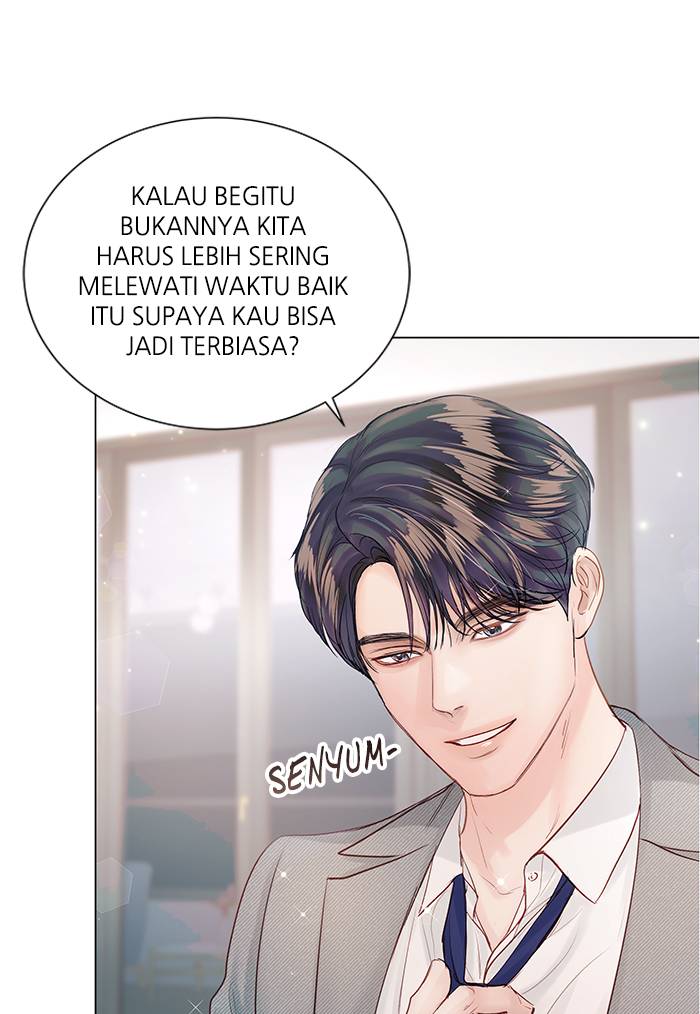 KALAU BEGITU
BUKANNYA KITA
HARUS LEBIH SERING
MELEWATI WAKTU BAIK
ITU SUPAYA KAU BISA
JADI TERBIASA?
SENYUM-